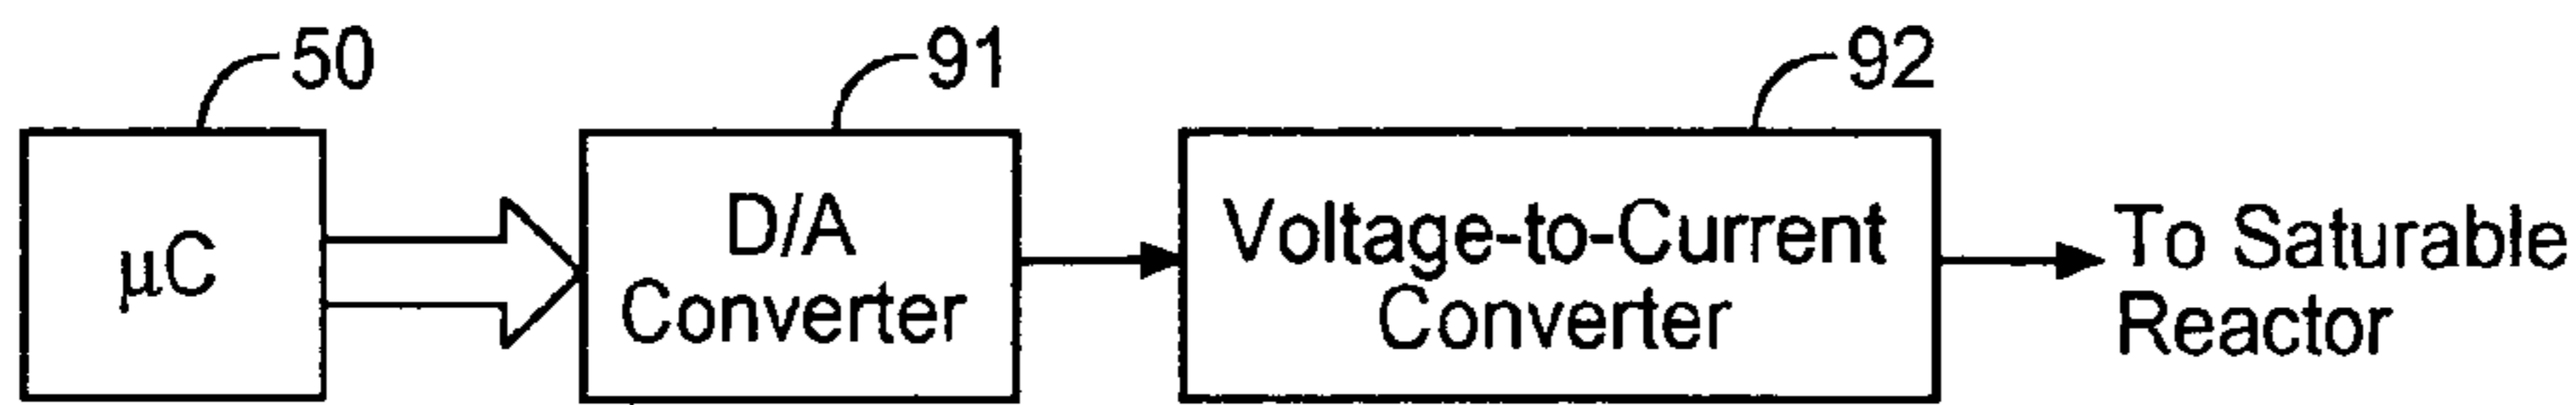 50
91
92
µC
D/A
Converter
Voltage-to-Current
Converter
To Saturable
Reactor